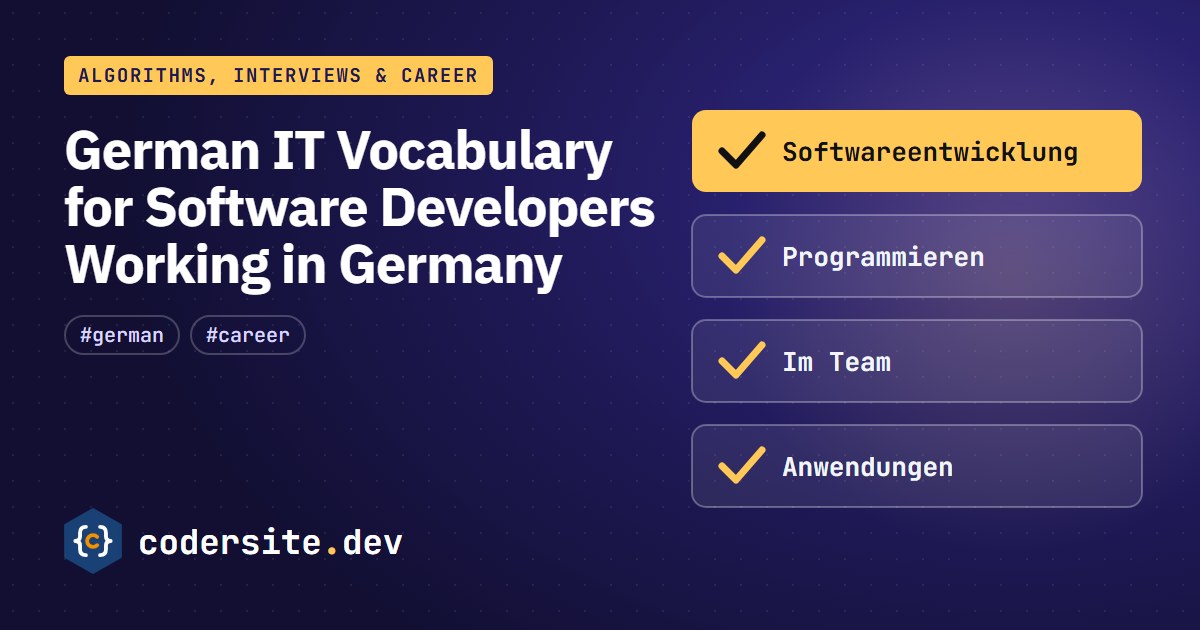 ALGORITHMS, INTERVIEWS & CAREER
German IT Vocabulary
for Software Developers
Working in Germany
#german #career
Softwareentwicklung
Programmieren
Im Team
Anwendungen
{c} codersite.dev